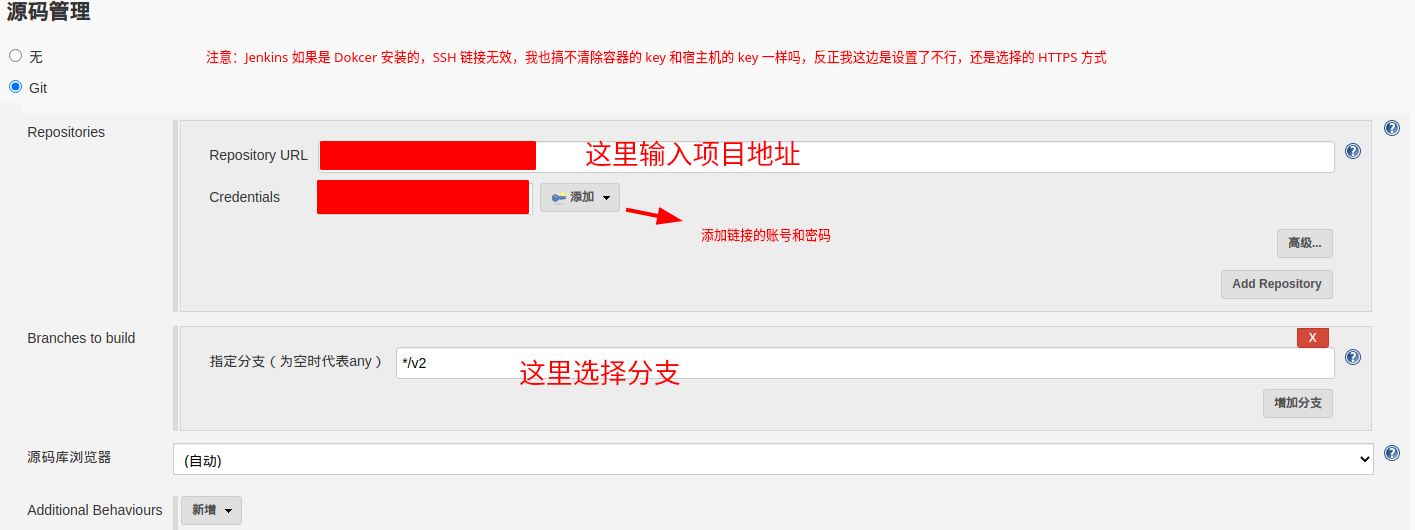 源码管理
无
注意：Jenkins 如果是 Dokcer 安装的，SSH 链接无效，我也搞不清除容器的 key 和宿主机的 key 一样吗，反正我这边是设置了不行，还是选择的 HTTPS 方式
Git
Repositories
Repository URL
这里输入项目地址
Credentials
添加
添加链接的账号和密码
高级...
Add Repository
Branches to build
X
指定分支（为空时代表any）
*/v2
这里选择分支
增加分支
源码库浏览器
(自动)
Additional Behaviours
新增